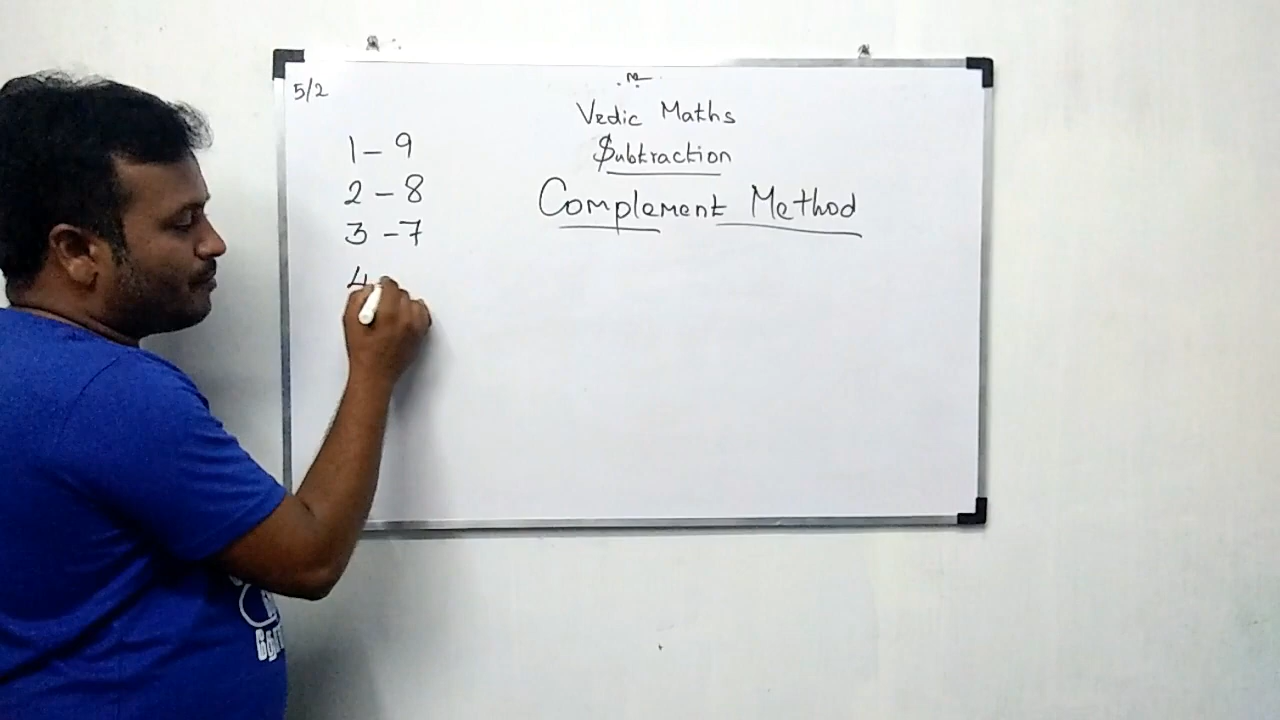 5/2
Vedic Maths
Subtraction
Complement Method
1 – 9
2 – 8
3 – 7
4